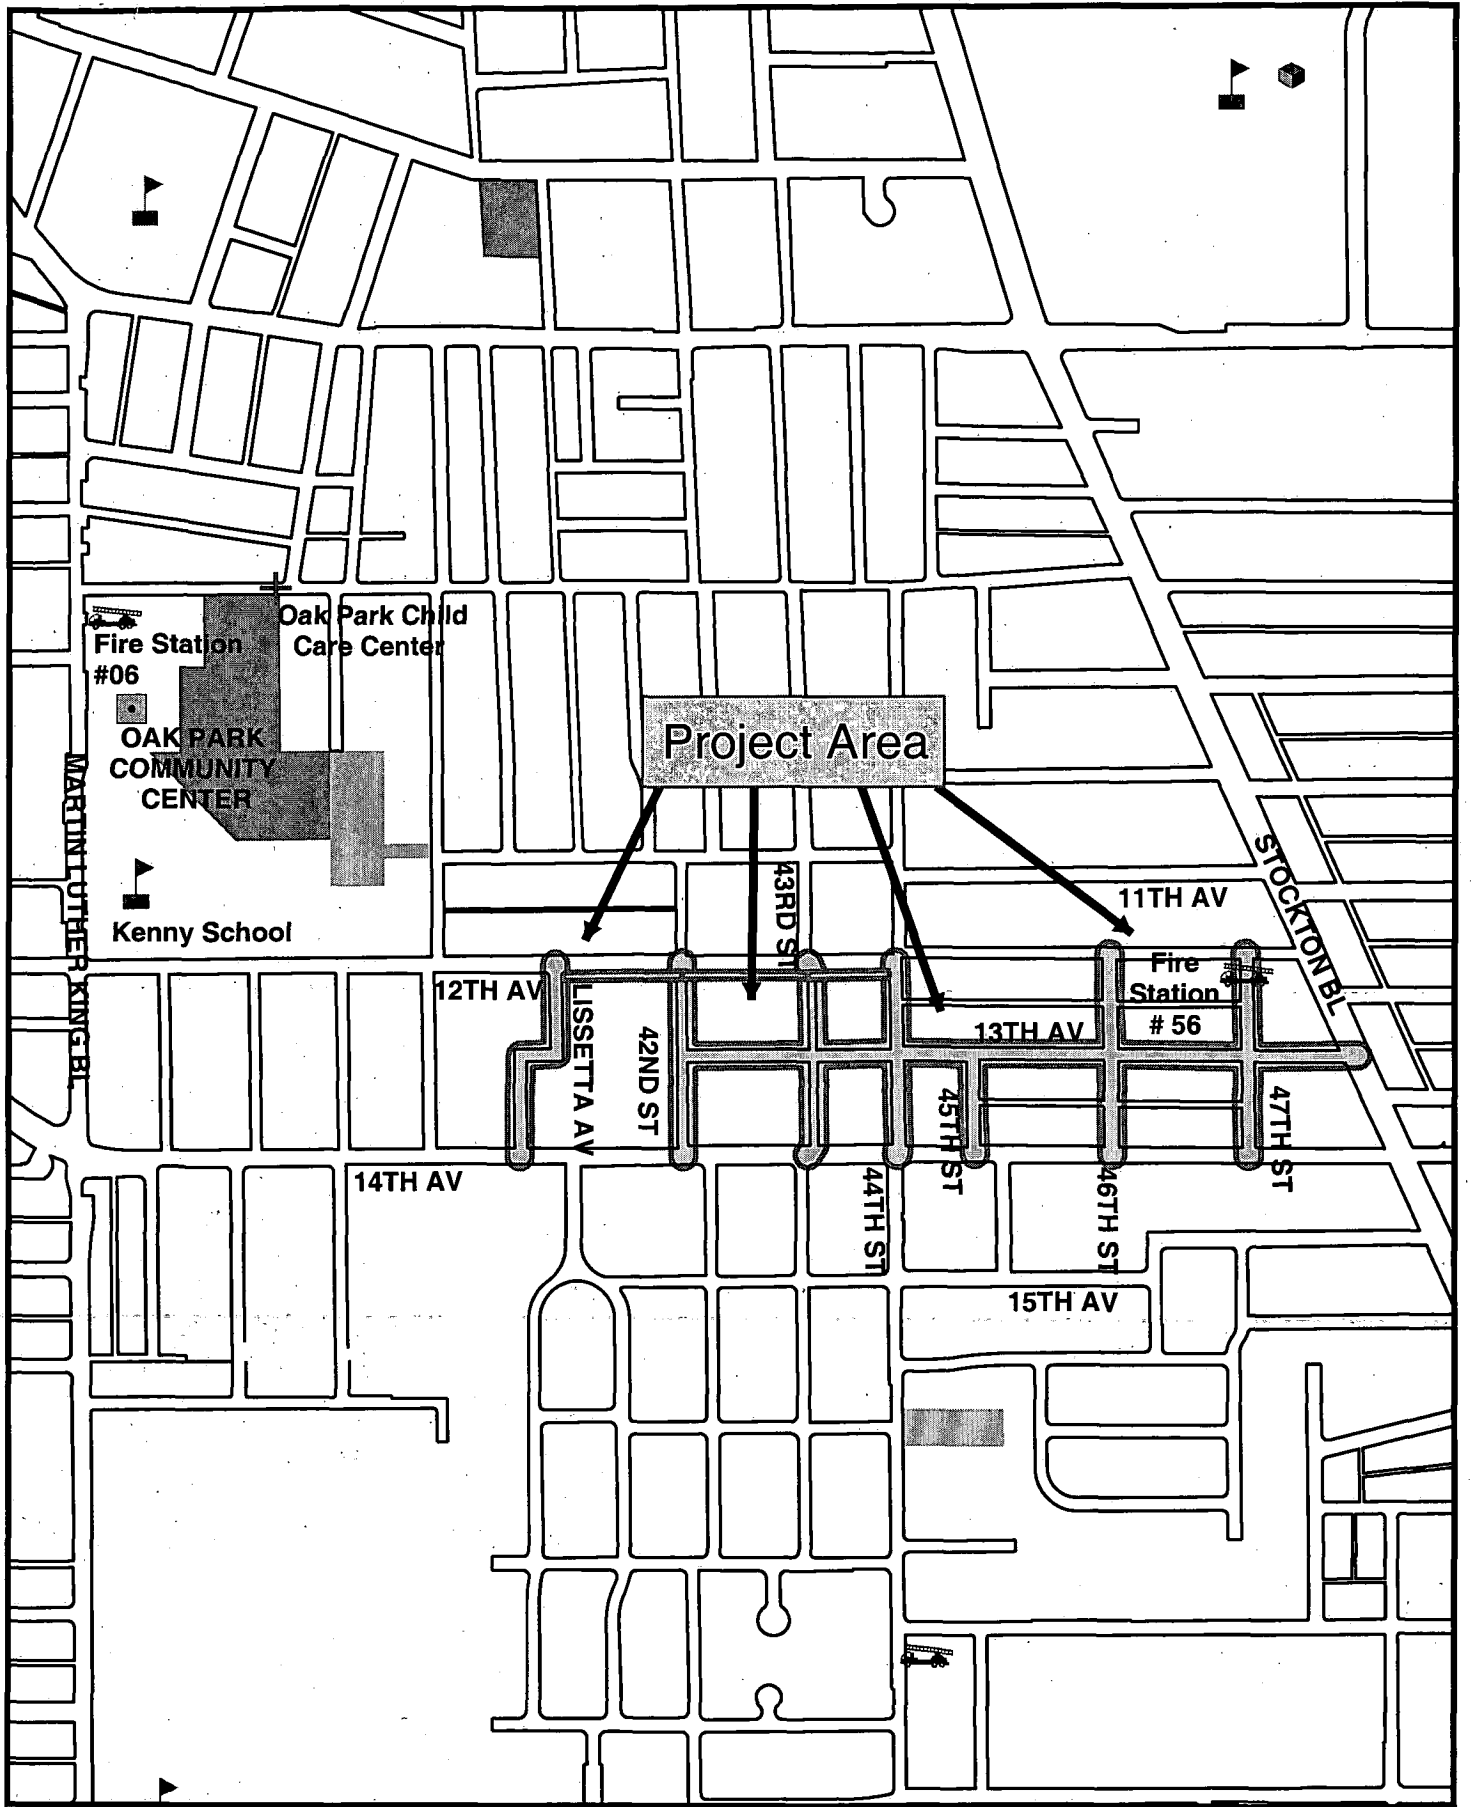 Oak Park Child
Care Center
Fire Station
#06
OAK PARK
COMMUNITY
CENTER
Project Area
MARTIN LUTHER KING BL
STOCKTON BL
43RD ST
11TH AV
Kenny School
12TH AV
LISSETTA AV
42ND ST
13TH AV
Fire
Station
# 56
45TH ST
47TH ST
14TH AV
44TH ST
46TH ST
15TH AV